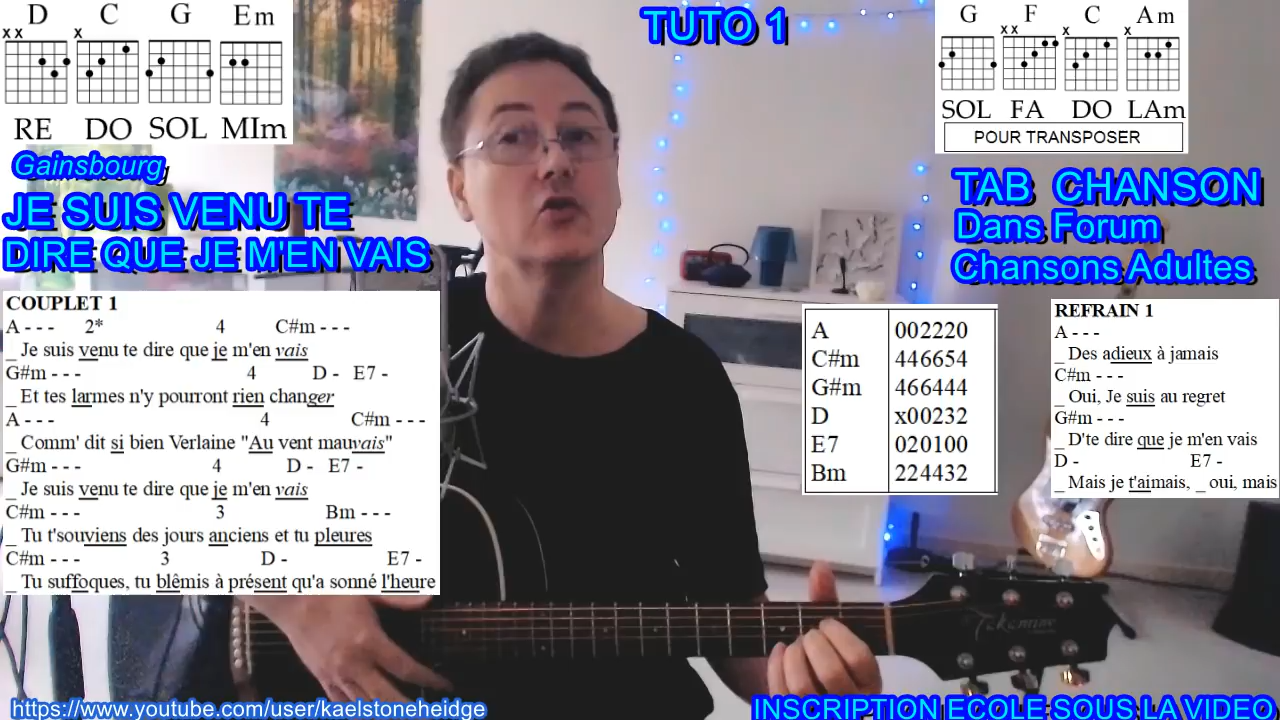 D C G Em
x x x
RE DO SOL MIm
Gainsbourg
JE SUIS VENU TE
DIRE QUE JE M'EN VAIS
TUTO 1
G F C Am
x x x x
SOL FA DO LAm
POUR TRANSPOSER
TAB CHANSON
Dans Forum
Chansons Adultes
COUPLET 1
A - - - 2* 4 C#m - - -
_ Je suis venu te dire que je m'en vais
G#m - - - 4 D - E7 -
_ Et tes larmes n'y pourront rien changer
A - - - 4 C#m - - -
_ Comm' dit si bien Verlaine "Au vent mauvais"
G#m - - - 4 D - E7 -
_ Je suis venu te dire que je m'en vais
C#m - - - 3 Bm - - -
_ Tu t'souviens des jours anciens et tu pleures
C#m - - - 3 D - E7 -
_ Tu suffoques, tu blêmis à présent qu'a sonné l'heure
A 002220
C#m 446654
G#m 466444
D x00232
E7 020100
Bm 224432
REFRAIN 1
A - - -
_ Des adieux à jamais
C#m - - -
_ Oui, Je suis au regret
G#m - - -
_ D'te dire que je m'en vais
D - E7 -
_ Mais je t'aimais, _ oui, mais
Takamine
https://www.youtube.com/user/kaelstoneheidge
INSCRIPTION ECOLE SOUS LA VIDEO